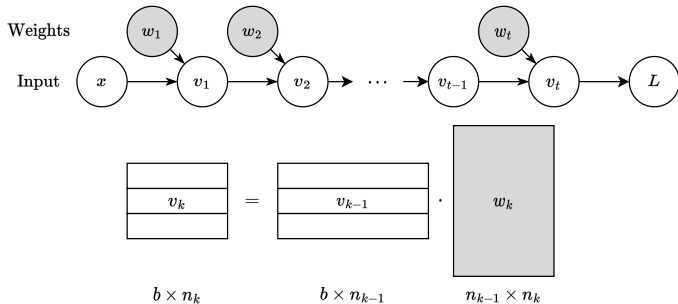 Weights w₁ w₂ wₜ
Input x v₁ v₂ ⋯ vₜ₋₁ vₜ L
vₖ = vₖ₋₁ · wₖ
b × nₖ b × nₖ₋₁ nₖ₋₁ × nₖ